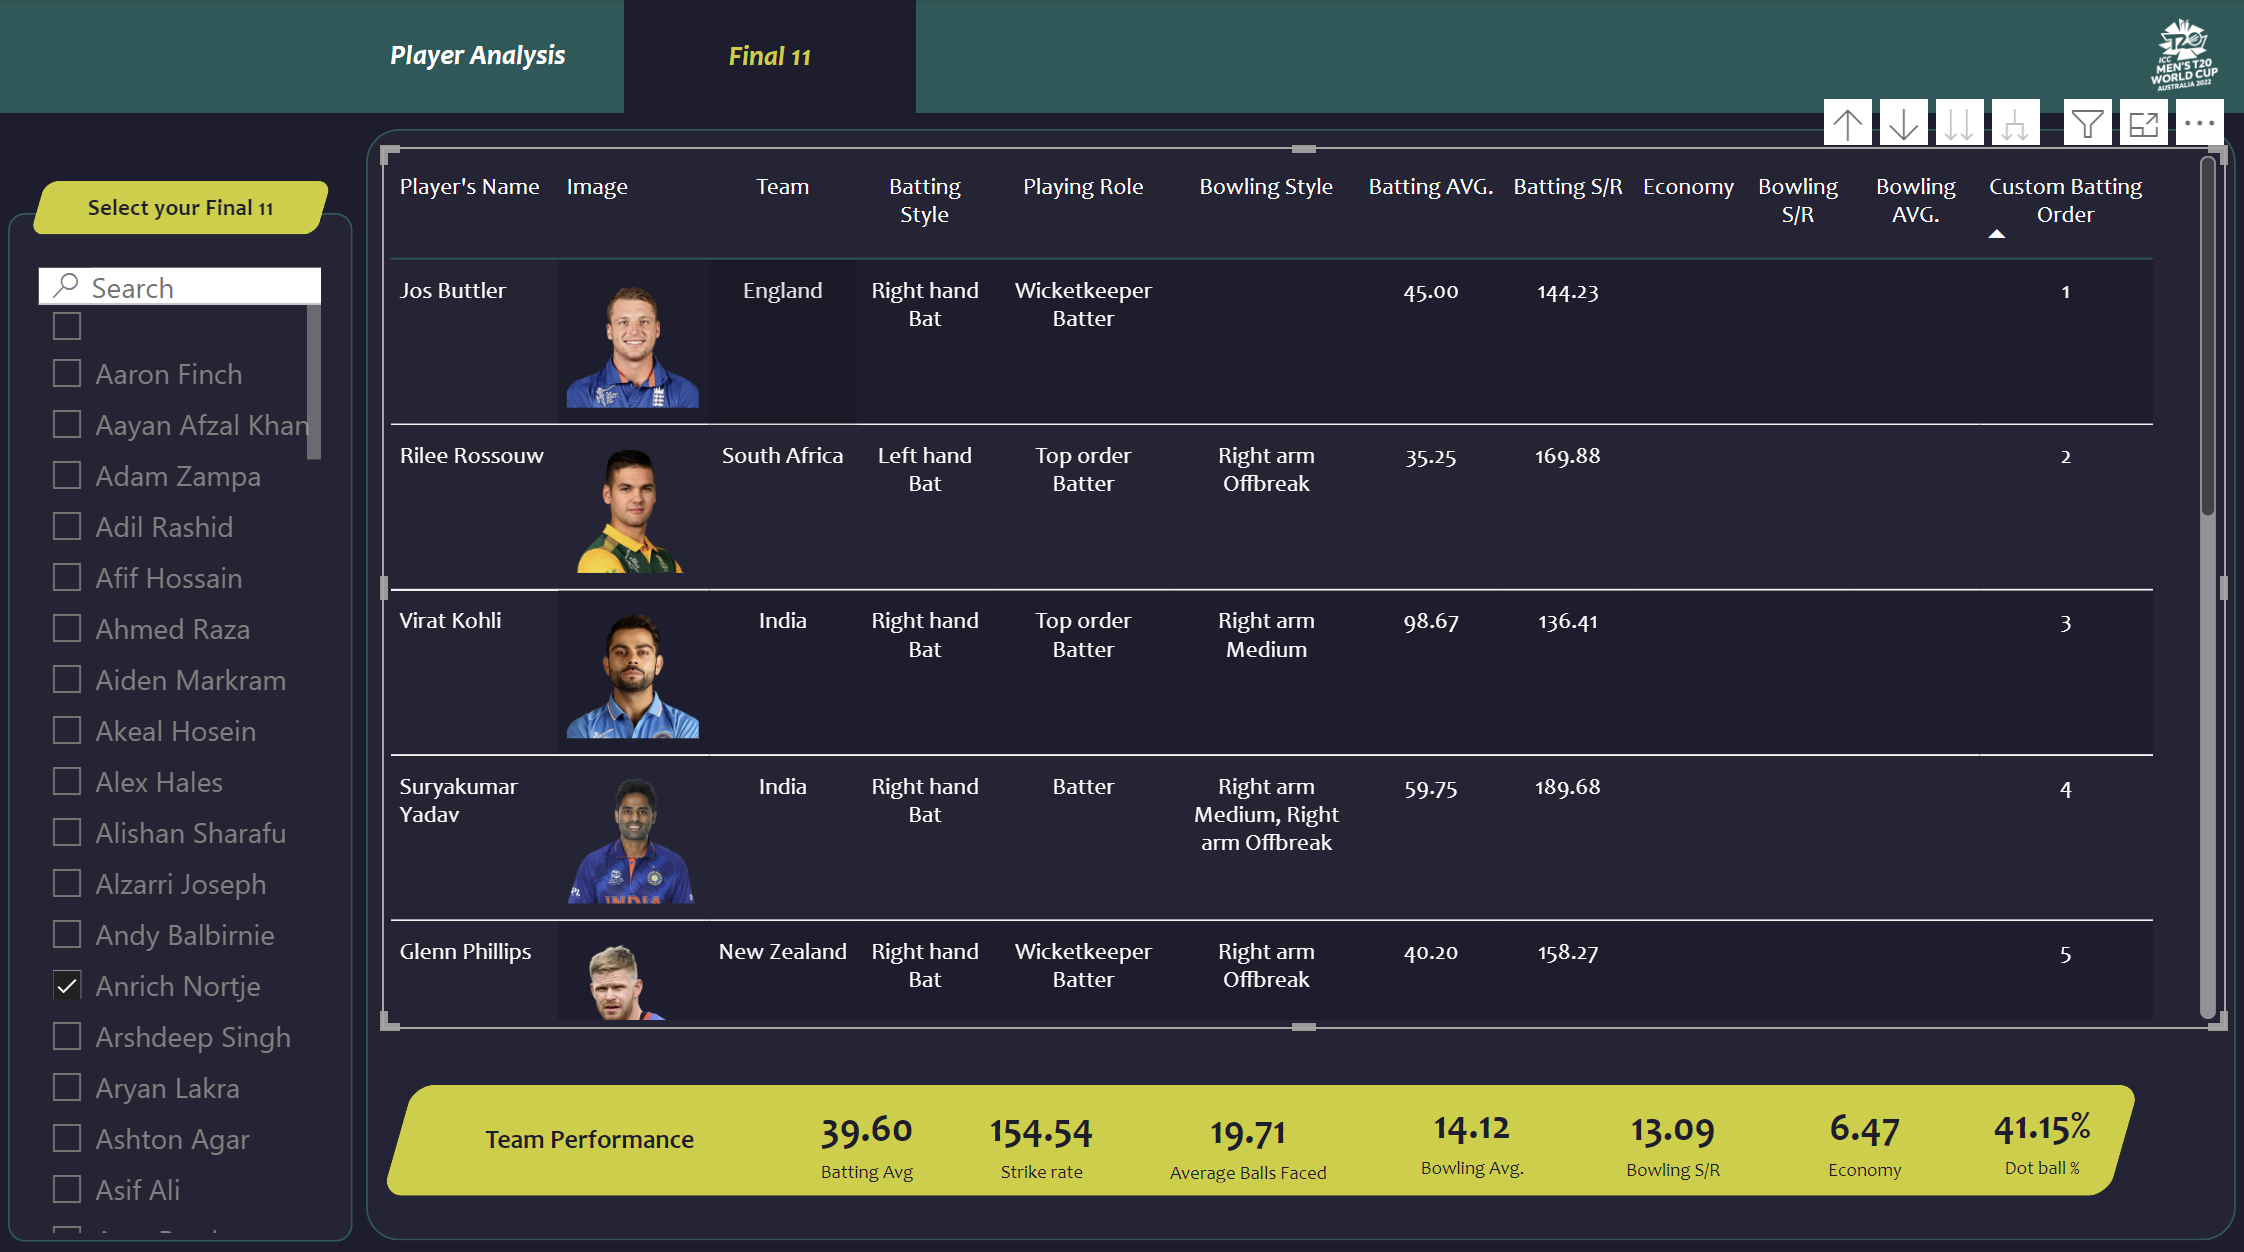 Player Analysis
Final 11
ICC
MEN'S T20
WORLD CUP
AUSTRALIA 2022
Select your Final 11
Search
Aaron Finch
Aayan Afzal Khan
Adam Zampa
Adil Rashid
Afif Hossain
Ahmed Raza
Aiden Markram
Akeal Hosein
Alex Hales
Alishan Sharafu
Alzarri Joseph
Andy Balbirnie
Anrich Nortje
Arshdeep Singh
Aryan Lakra
Ashton Agar
Asif Ali
Player's Name Image Team Batting Playing Role Bowling Style Batting AVG. Batting S/R Economy Bowling Bowling Custom Batting
Style S/R AVG. Order
Jos Buttler England Right hand Wicketkeeper 45.00 144.23 1
Bat Batter
Rilee Rossouw South Africa Left hand Top order Right arm 35.25 169.88 2
Bat Batter Offbreak
Virat Kohli India Right hand Top order Right arm 98.67 136.41 3
Bat Batter Medium
Suryakumar India Right hand Batter Right arm 59.75 189.68 4
Yadav Bat Medium, Right
arm Offbreak
INDIA
Glenn Phillips New Zealand Right hand Wicketkeeper Right arm 40.20 158.27 5
Bat Batter Offbreak
Team Performance
39.60 154.54 19.71 14.12 13.09 6.47 41.15%
Batting Avg Strike rate Average Balls Faced Bowling Avg. Bowling S/R Economy Dot ball %